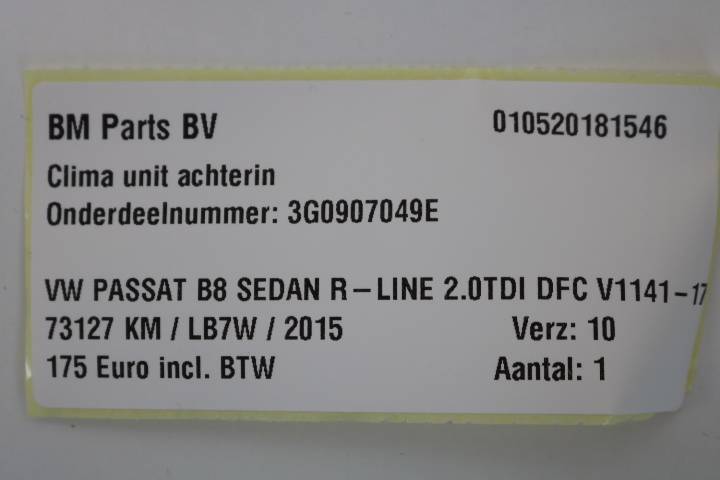 BM Parts BV 010520181546
Clima unit achterin
Onderdeelnummer: 3G0907049E
VW PASSAT B8 SEDAN R-LINE 2.0TDI DFC V1141-17
73127 KM / LB7W / 2015 Verz: 10
175 Euro incl. BTW Aantal: 1